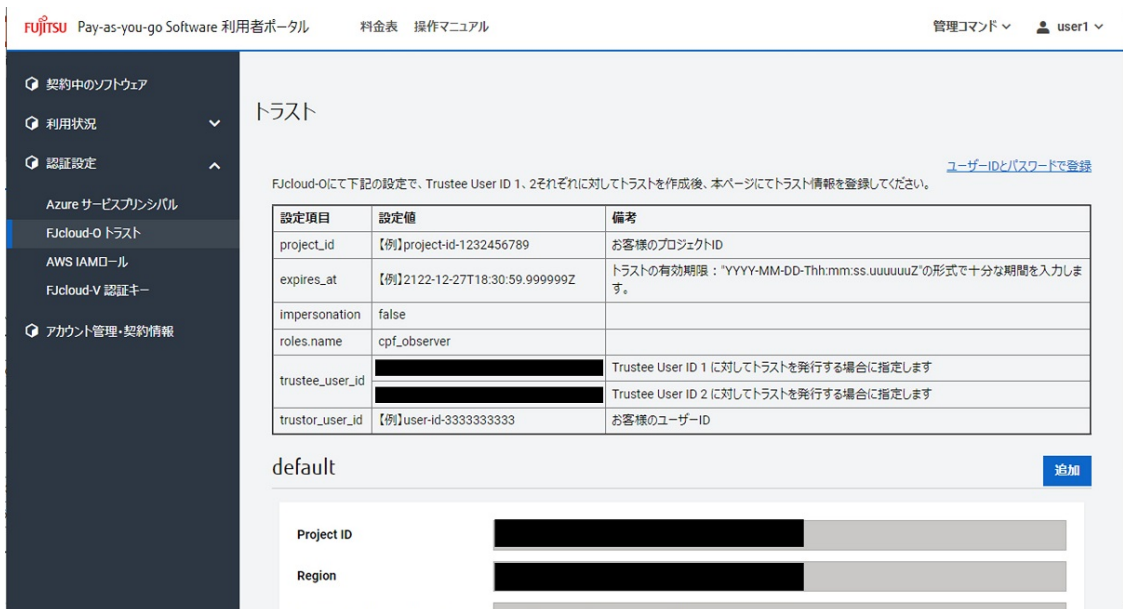 FUJITSU Pay-as-you-go Software 利用者ポータル 料金表 操作マニュアル 管理コマンド user1
契約中のソフトウェア
利用状況
認証設定
Azure サービスプリンシパル
FJcloud-O トラスト
AWS IAMロール
FJcloud-V 認証キー
アカウント管理・契約情報
トラスト
ユーザーIDとパスワードで登録
FJcloud-Oにて下記の設定で、Trustee User ID 1、2それぞれに対してトラストを作成後、本ページにてトラスト情報を登録してください。
設定項目 設定値 備考
project_id 【例】project-id-1232456789 お客様のプロジェクトID
expires_at 【例】2122-12-27T18:30:59.999999Z トラストの有効期限："YYYY-MM-DD-Thh:mm:ss.uuuuuuZ"の形式で十分な期間を入力しま
す。
impersonation false
roles.name cpf_observer
trustee_user_id Trustee User ID 1 に対してトラストを発行する場合に指定します
Trustee User ID 2 に対してトラストを発行する場合に指定します
trustor_user_id 【例】user-id-3333333333 お客様のユーザーID
default 追加
Project ID
Region